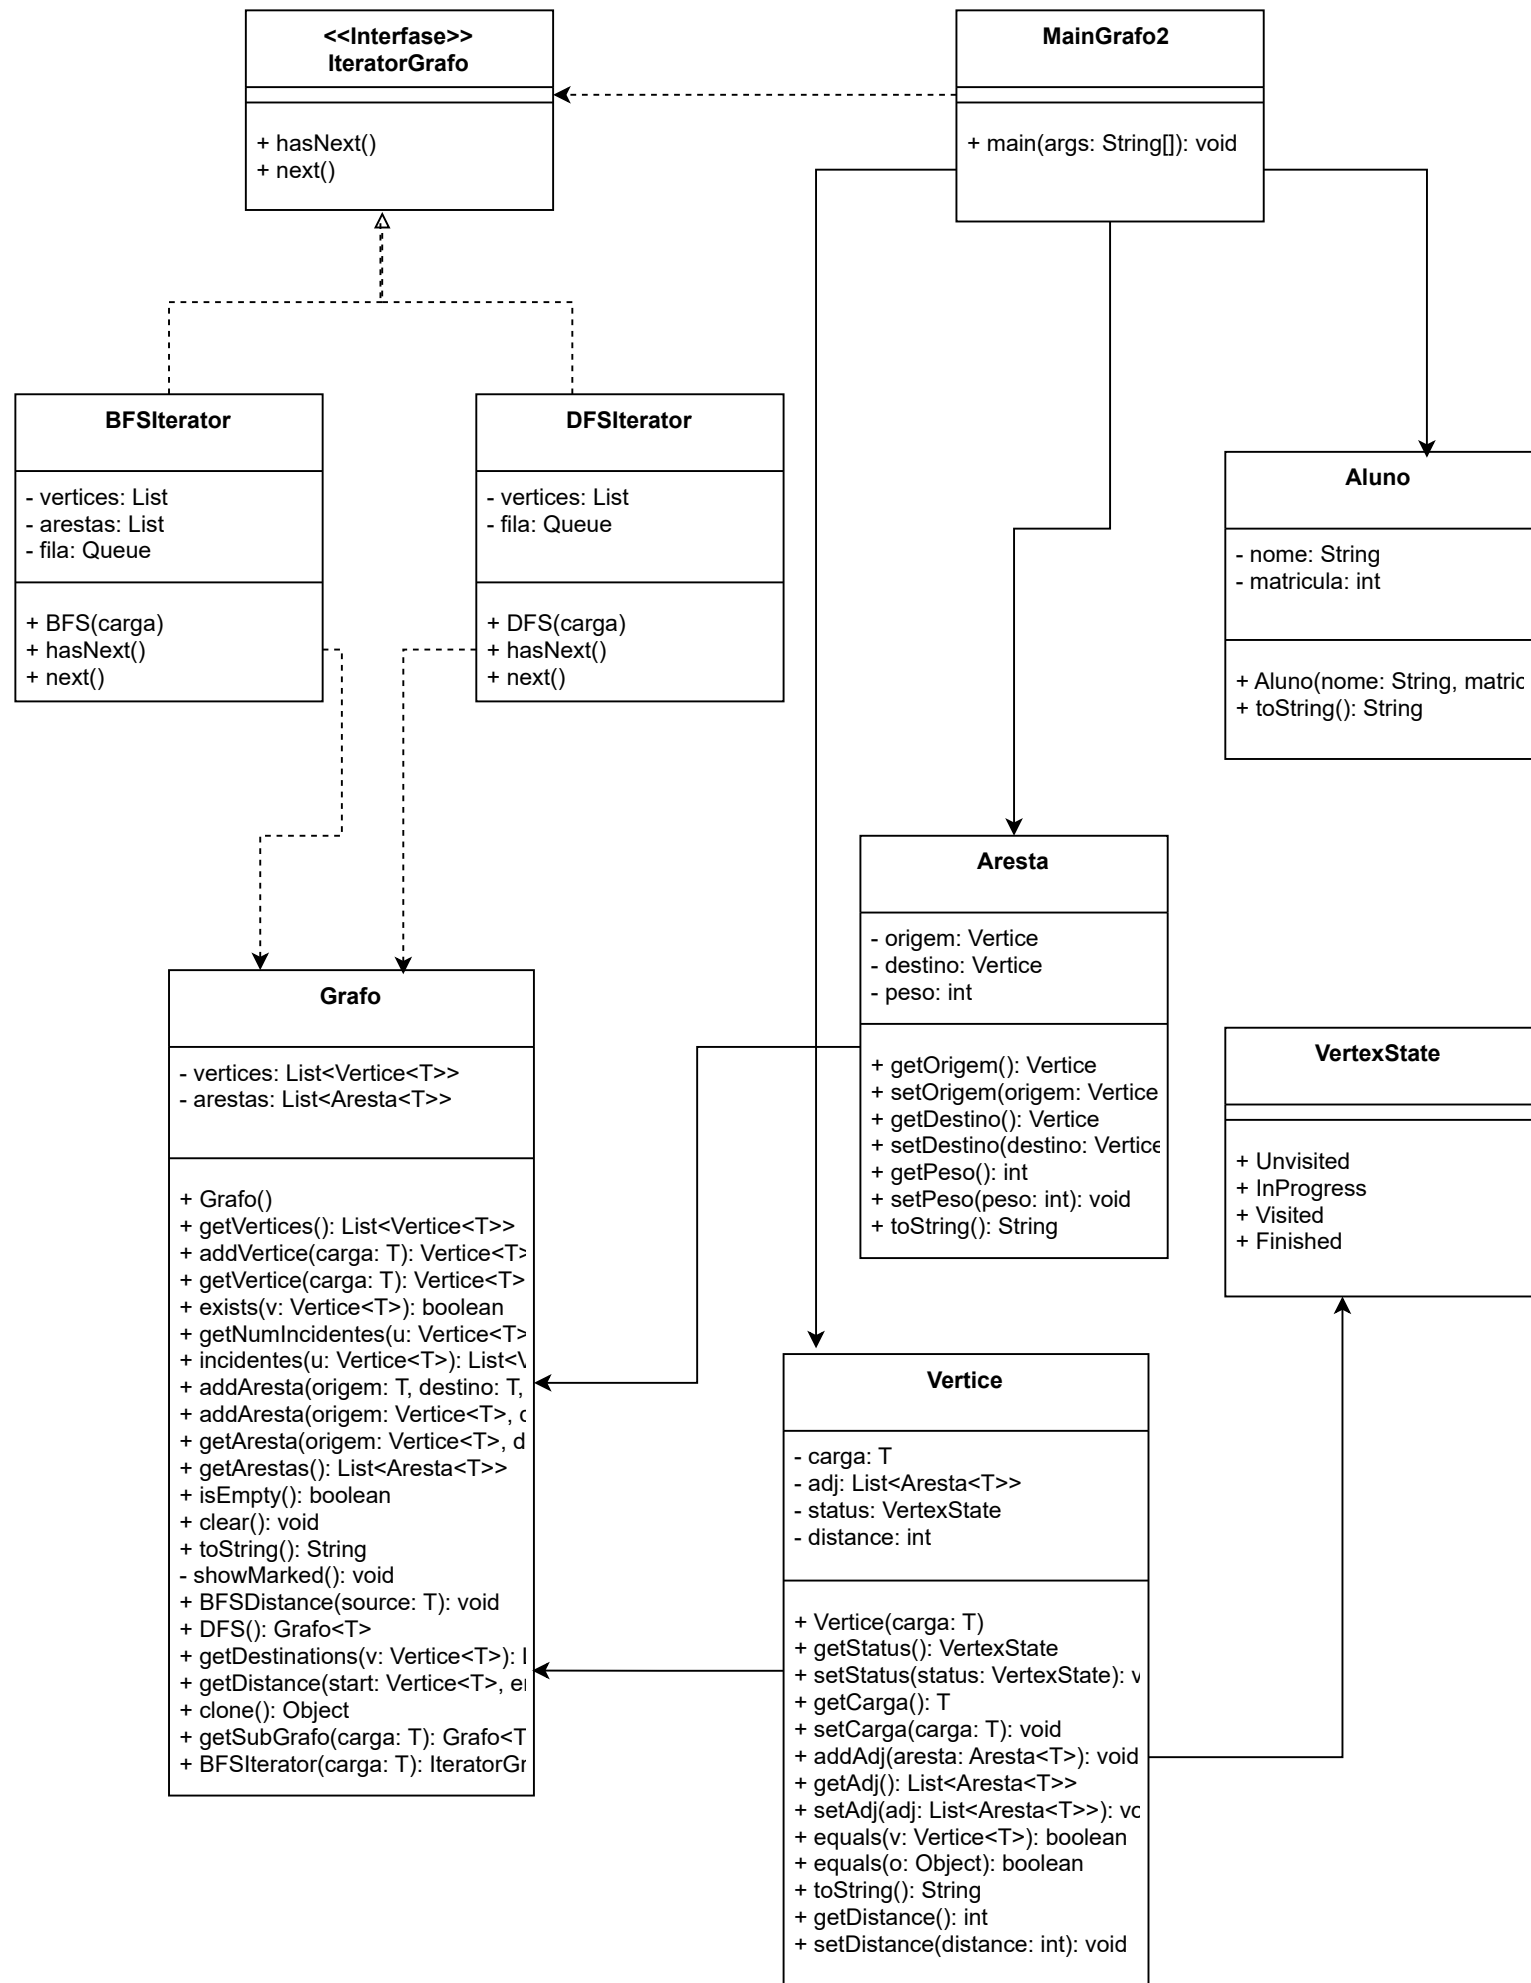 <<Interfase>>
IteratorGrafo
+ hasNext()
+ next()
MainGrafo2
+ main(args: String[]): void
BFSIterator
- vertices: List
- arestas: List
- fila: Queue
+ BFS(carga)
+ hasNext()
+ next()
DFSIterator
- vertices: List
- fila: Queue
+ DFS(carga)
+ hasNext()
+ next()
Aluno
- nome: String
- matricula: int
+ Aluno(nome: String, matric
+ toString(): String
Aresta
- origem: Vertice
- destino: Vertice
- peso: int
+ getOrigem(): Vertice
+ setOrigem(origem: Vertice
+ getDestino(): Vertice
+ setDestino(destino: Vertice
+ getPeso(): int
+ setPeso(peso: int): void
+ toString(): String
Grafo
- vertices: List<Vertice<T>>
- arestas: List<Aresta<T>>
+ Grafo()
+ getVertices(): List<Vertice<T>>
+ addVertice(carga: T): Vertice<T>
+ getVertice(carga: T): Vertice<T>
+ exists(v: Vertice<T>): boolean
+ getNumIncidentes(u: Vertice<T>
+ incidentes(u: Vertice<T>): List<V
+ addAresta(origem: T, destino: T,
+ addAresta(origem: Vertice<T>, d
+ getAresta(origem: Vertice<T>, d
+ getArestas(): List<Aresta<T>>
+ isEmpty(): boolean
+ clear(): void
+ toString(): String
- showMarked(): void
+ BFSDistance(source: T): void
+ DFS(): Grafo<T>
+ getDestinations(v: Vertice<T>): L
+ getDistance(start: Vertice<T>, en
+ clone(): Object
+ getSubGrafo(carga: T): Grafo<T
+ BFSIterator(carga: T): IteratorGr
VertexState
+ Unvisited
+ InProgress
+ Visited
+ Finished
Vertice
- carga: T
- adj: List<Aresta<T>>
- status: VertexState
- distance: int
+ Vertice(carga: T)
+ getStatus(): VertexState
+ setStatus(status: VertexState): v
+ getCarga(): T
+ setCarga(carga: T): void
+ addAdj(aresta: Aresta<T>): void
+ getAdj(): List<Aresta<T>>
+ setAdj(adj: List<Aresta<T>>): vo
+ equals(v: Vertice<T>): boolean
+ equals(o: Object): boolean
+ toString(): String
+ getDistance(): int
+ setDistance(distance: int): void